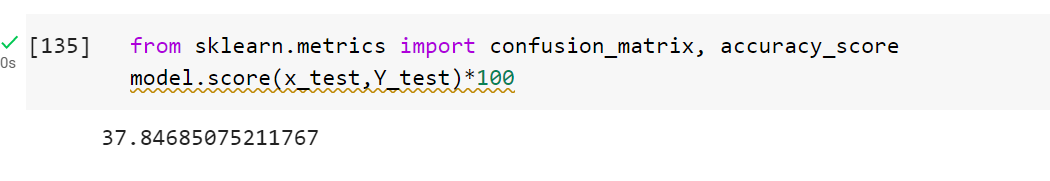 [135] from sklearn.metrics import confusion_matrix, accuracy_score
0s
model.score(x_test,Y_test)*100
37.84685075211767